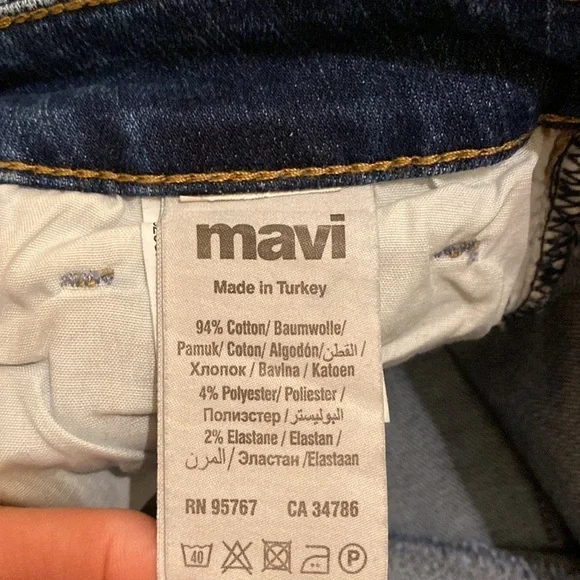 mavi
Made in Turkey
94% Cotton/ Baumwolle/
Pamuk/ Coton/ Algodón/القطن/
Хлопок / Bavlna / Katoen
4% Polyester/ Poliester /
Полиэстер /البوليستر/
2% Elastane / Elastan /
المرن / Эластан /Elastaan
RN 95767 CA 34786
40 P